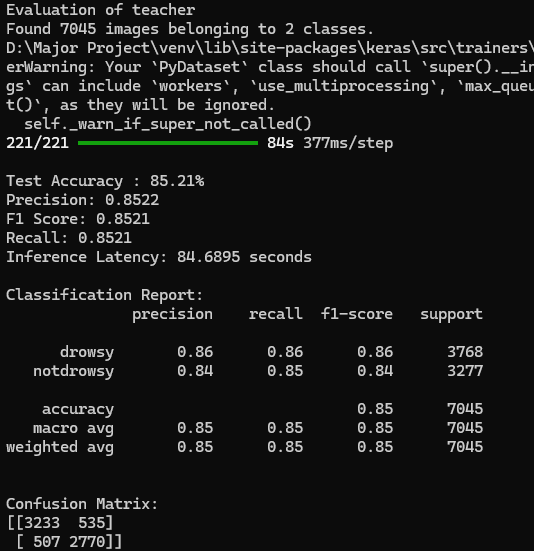 Evaluation of teacher
Found 7045 images belonging to 2 classes.
D:\Major Project\venv\lib\site-packages\keras\src\trainers\
erWarning: Your `PyDataset` class should call `super().__in
gs` can include `workers`, `use_multiprocessing`, `max_queu
t()`, as they will be ignored.
  self._warn_if_super_not_called()
221/221 84s 377ms/step
Test Accuracy : 85.21%
Precision: 0.8522
F1 Score: 0.8521
Recall: 0.8521
Inference Latency: 84.6895 seconds
Classification Report:
              precision    recall  f1-score   support
      drowsy       0.86      0.86      0.86      3768
   notdrowsy       0.84      0.85      0.84      3277
    accuracy                           0.85      7045
   macro avg       0.85      0.85      0.85      7045
weighted avg       0.85      0.85      0.85      7045
Confusion Matrix:
[[3233  535]
 [ 507 2770]]